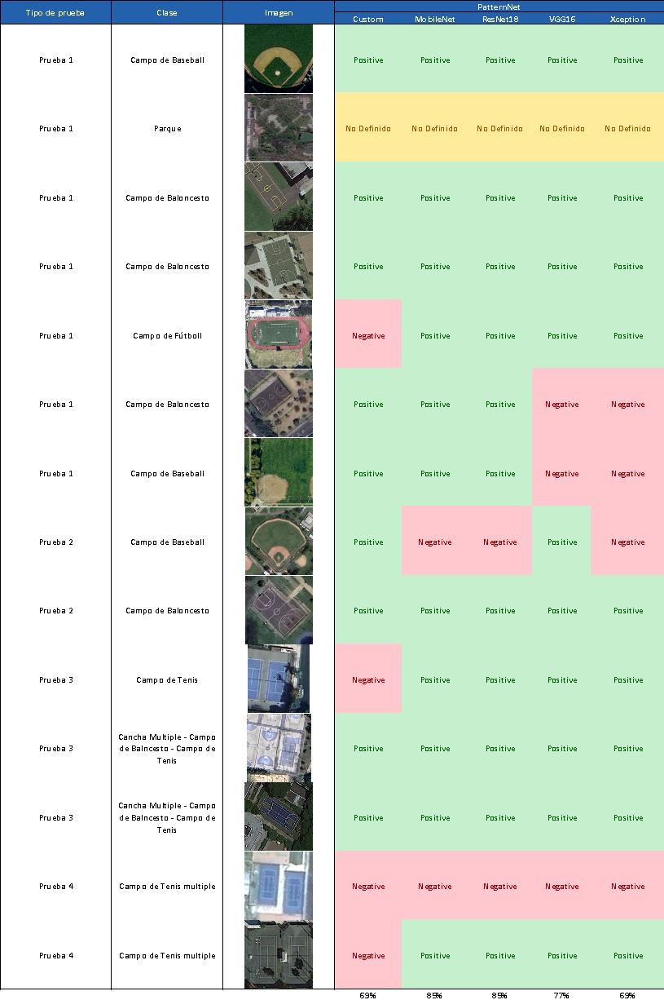 Tipo de prueba Clase Imagen PatternNet
Custom MobileNet ResNet18 VGG16 Xception
Prueba 1 Campo de Baseball Positive Positive Positive Positive Positive
Prueba 1 Parque No Definido No Definido No Definido No Definido No Definido
Prueba 1 Campo de Baloncesto Positive Positive Positive Positive Positive
Prueba 1 Campo de Baloncesto Positive Positive Positive Positive Positive
Prueba 1 Campo de Fútboll Negative Positive Positive Positive Positive
Prueba 1 Campo de Baloncesto Positive Positive Positive Negative Negative
Prueba 1 Campo de Baseball Positive Positive Positive Negative Negative
Prueba 2 Campo de Baseball Positive Negative Negative Positive Negative
Prueba 2 Campo de Baloncesto Positive Positive Positive Positive Positive
Prueba 3 Campo de Tenis Negative Positive Positive Positive Positive
Cancha Multiple - Campo
Prueba 3 de Balncesto - Campo de Positive Positive Positive Positive Positive
Tenis
Cancha Multiple - Campo
Prueba 3 de Balncesto - Campo de Positive Positive Positive Positive Positive
Tenis
Prueba 4 Campo de Tenis multiple Negative Negative Negative Negative Negative
Prueba 4 Campo de Tenis multiple Negative Positive Positive Positive Positive
69% 85% 85% 77% 69%